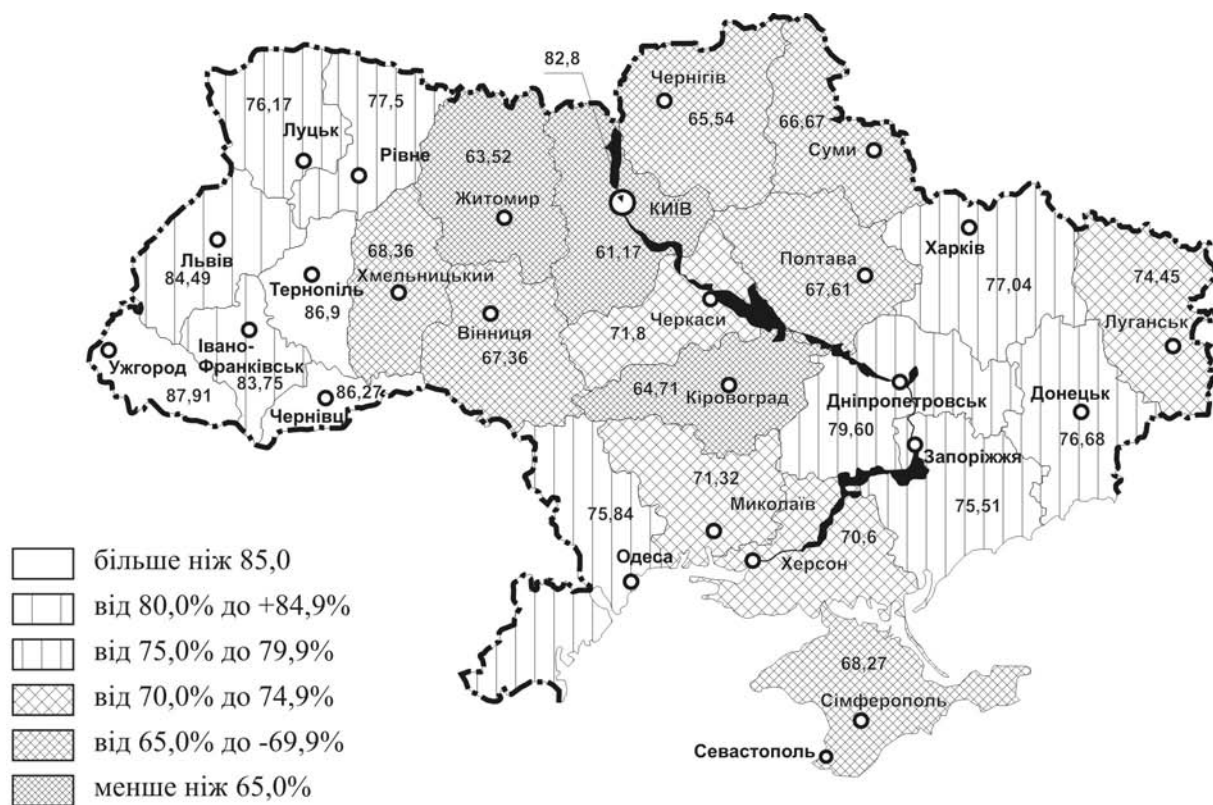 82,8
Чернігів
65,54
66,67
Суми
76,17
Луцьк
77,5
Рівне
63,52
Житомир
КИЇВ
61,17
Львів
84,49
Тернопіль
86,9
68,36
Хмельницький
Вінниця
67,36
Черкаси
71,8
Полтава
67,61
Харків
77,04
74,45
Луганськ
Ужгород
87,91
Івано-
Франківськ
83,75
86,27
Чернівці
64,71
Кіровоград
Дніпропетровськ
79,60
Донецьк
76,68
Запоріжжя
75,51
71,32
Миколаїв
75,84
Одеса
70,6
Херсон
68,27
Сімферополь
Севастополь
більше ніж 85,0
від 80,0% до +84,9%
від 75,0% до 79,9%
від 70,0% до 74,9%
від 65,0% до -69,9%
менше ніж 65,0%